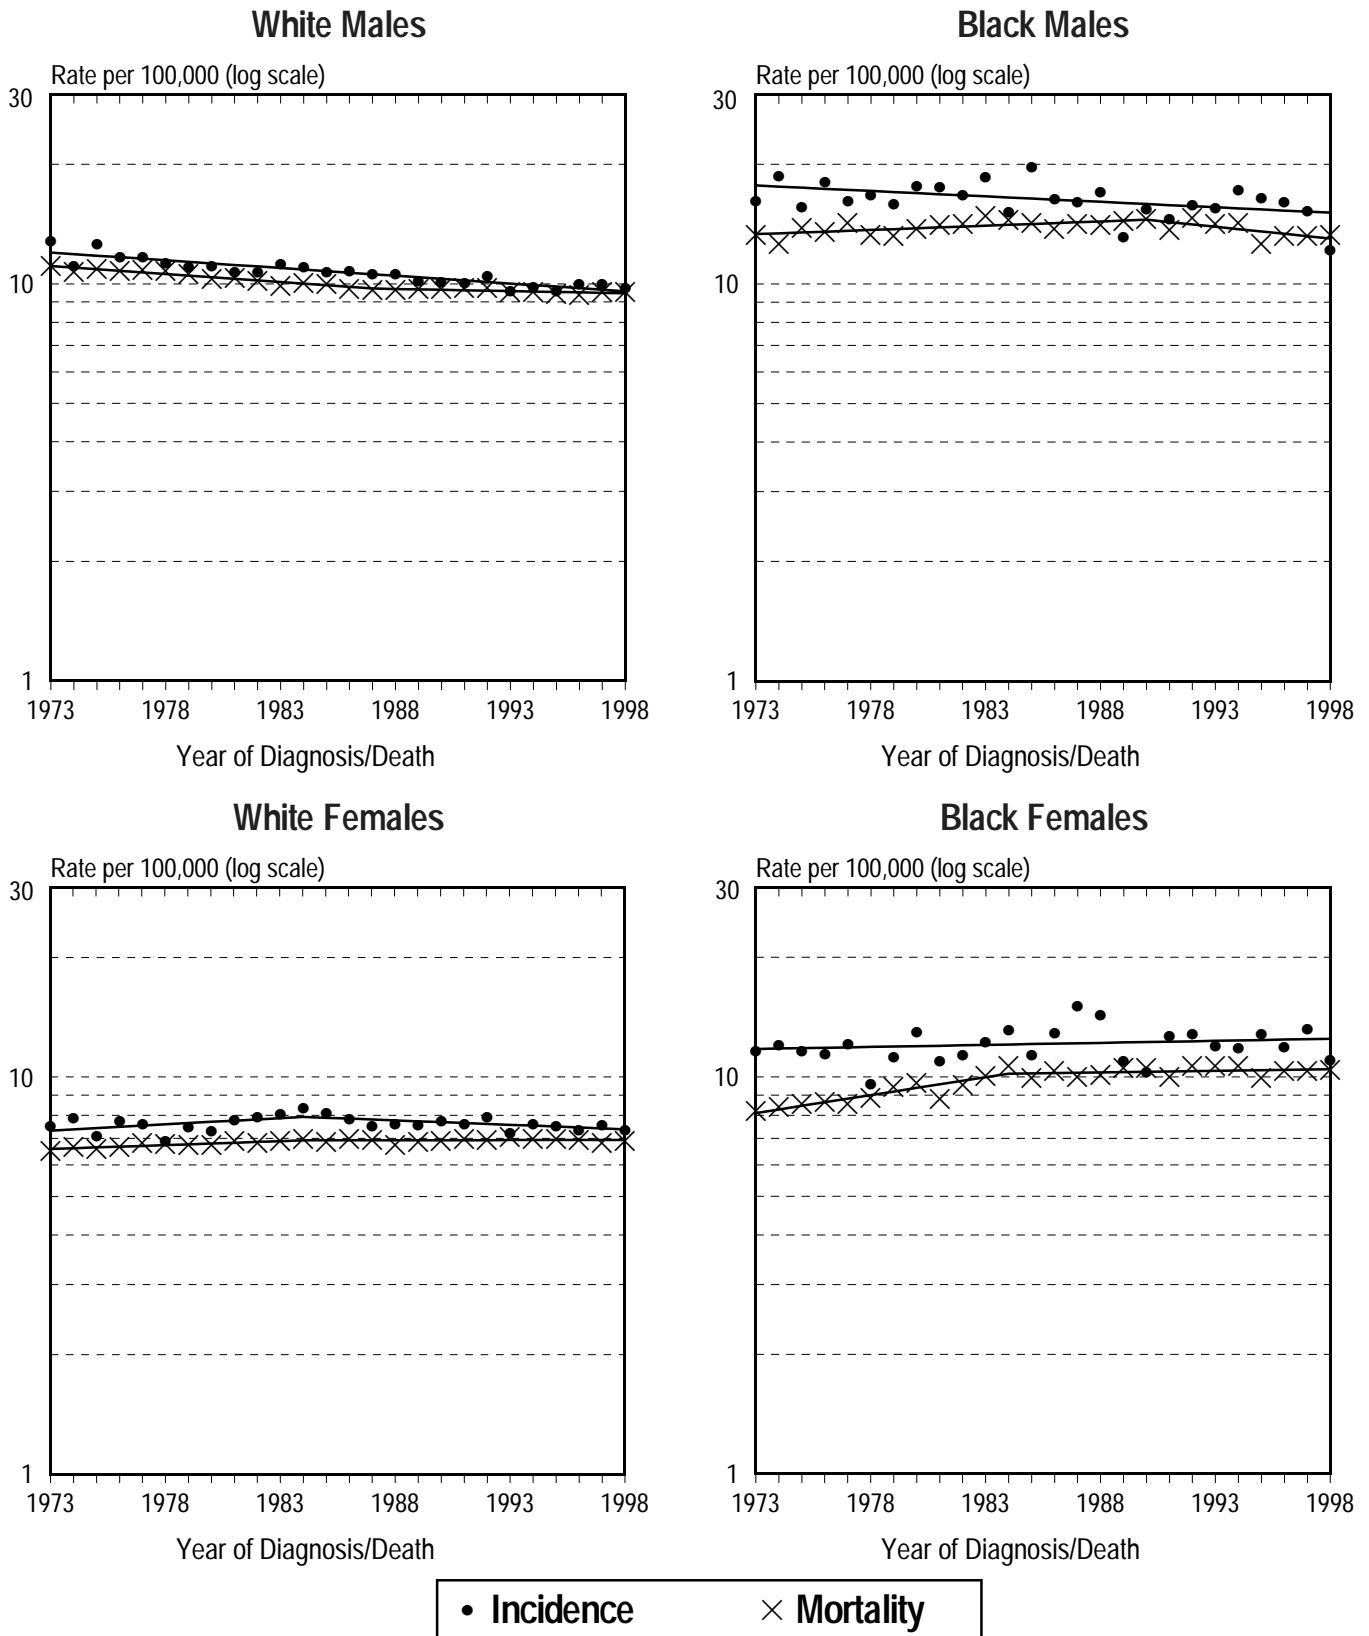 White Males
Rate per 100,000 (log scale)
30
10
1
1973 1978 1983 1988 1993 1998
Year of Diagnosis/Death
Black Males
Rate per 100,000 (log scale)
30
10
1
1973 1978 1983 1988 1993 1998
Year of Diagnosis/Death
White Females
Rate per 100,000 (log scale)
30
10
1
1973 1978 1983 1988 1993 1998
Year of Diagnosis/Death
Black Females
Rate per 100,000 (log scale)
30
10
1
1973 1978 1983 1988 1993 1998
Year of Diagnosis/Death
Incidence Mortality